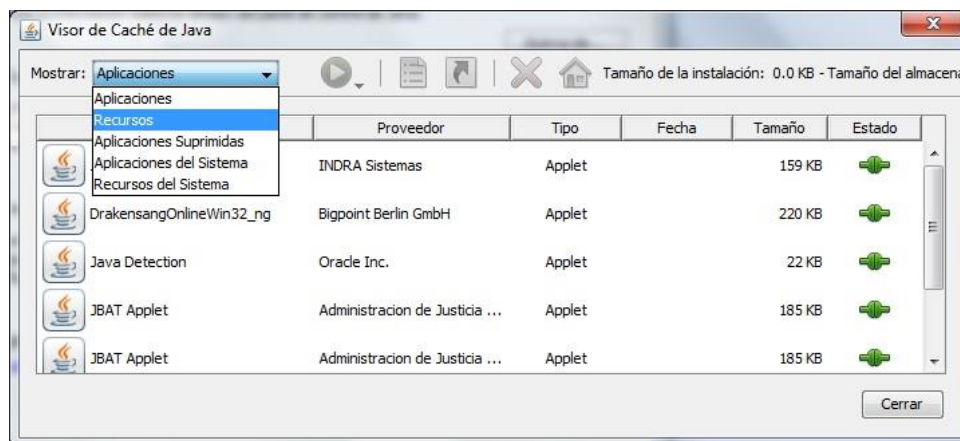 Visor de Caché de Java
Mostrar: Aplicaciones
Tamaño de la instalación: 0.0 KB - Tamaño del almacena
Aplicaciones
Recursos
Aplicaciones Suprimidas
Aplicaciones del Sistema
Recursos del Sistema
Proveedor Tipo Fecha Tamaño Estado
INDRA Sistemas Applet 159 KB
DrakensangOnlineWin32_ng Bigpoint Berlin GmbH Applet 220 KB
Java Detection Oracle Inc. Applet 22 KB
JBAT Applet Administracion de Justicia ... Applet 185 KB
JBAT Applet Administracion de Justicia ... Applet 185 KB
Cerrar